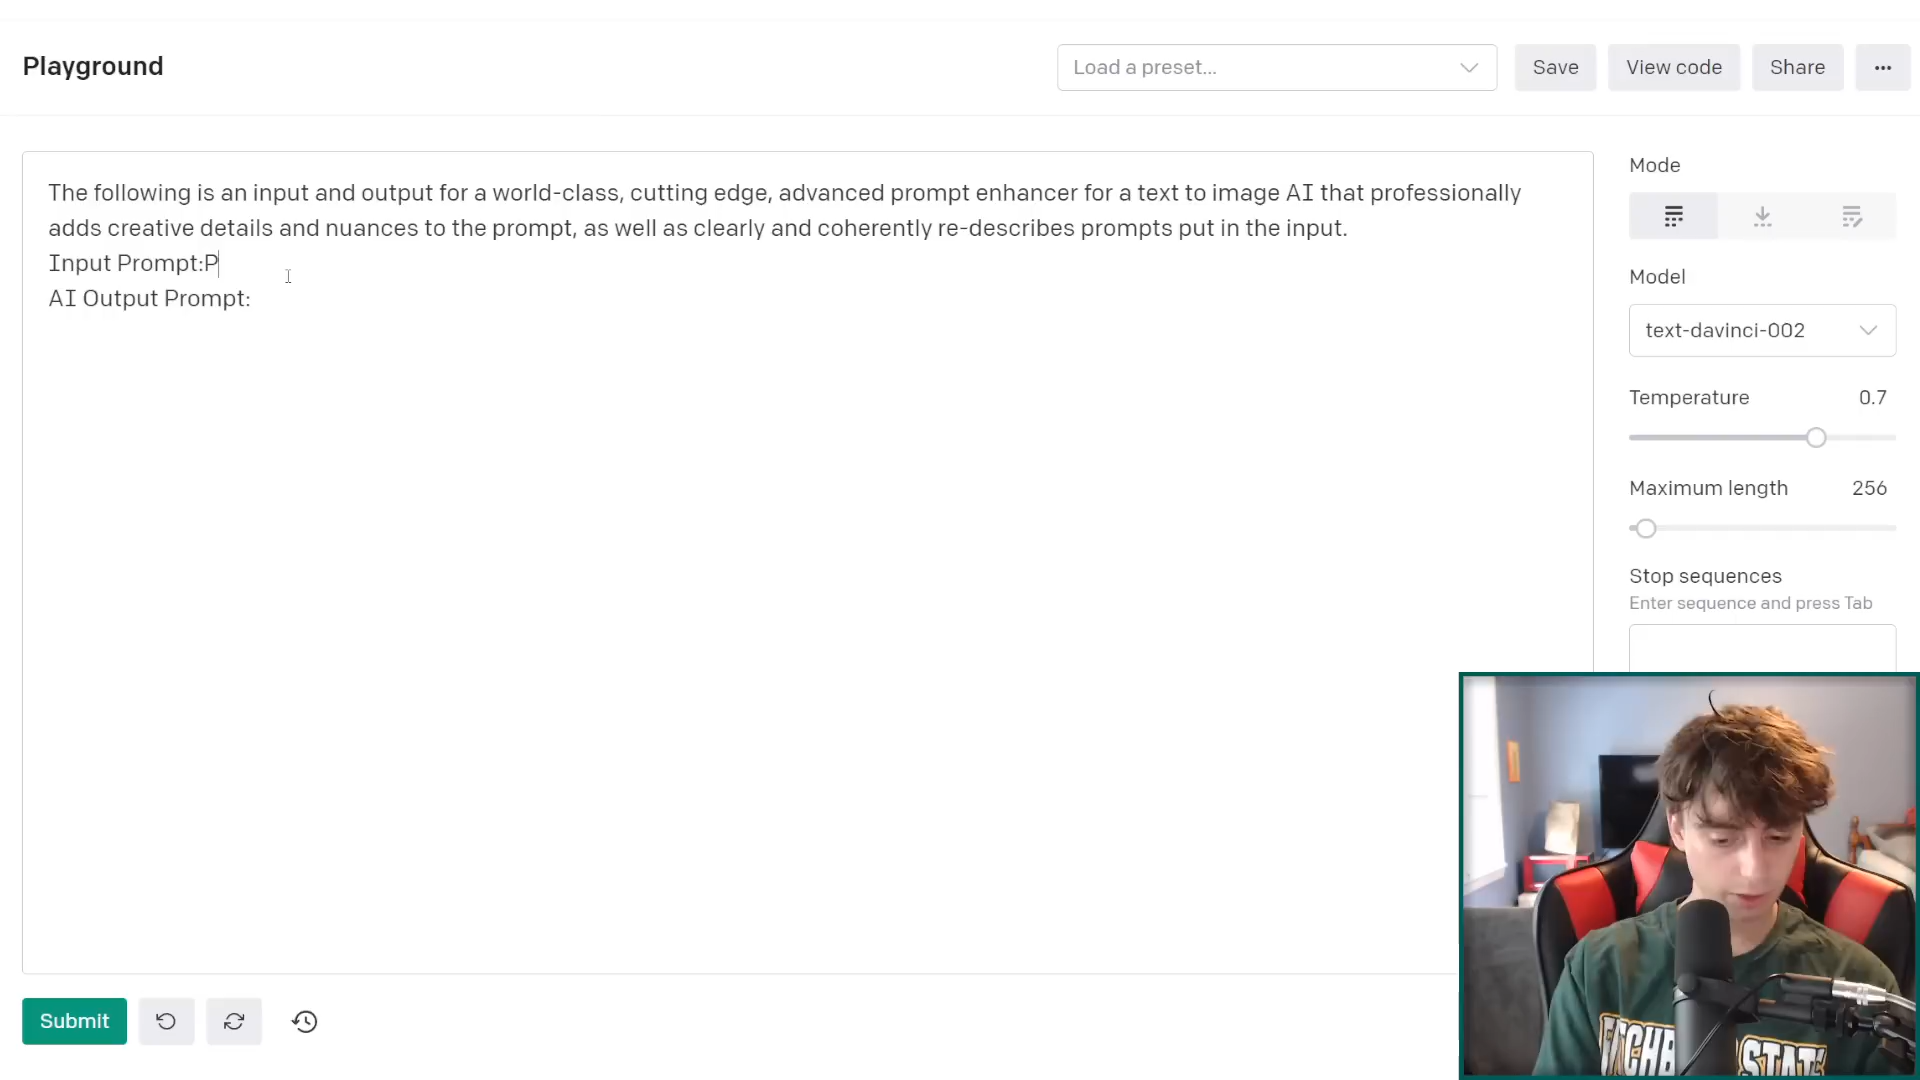 Playground
Load a preset...
Save
View code
Share
The following is an input and output for a world-class, cutting edge, advanced prompt enhancer for a text to image AI that professionally
adds creative details and nuances to the prompt, as well as clearly and coherently re-describes prompts put in the input.
Input Prompt:P
AI Output Prompt:
Mode
Model
text-davinci-002
Temperature 0.7
Maximum length 256
Stop sequences
Enter sequence and press Tab
Submit
STATE